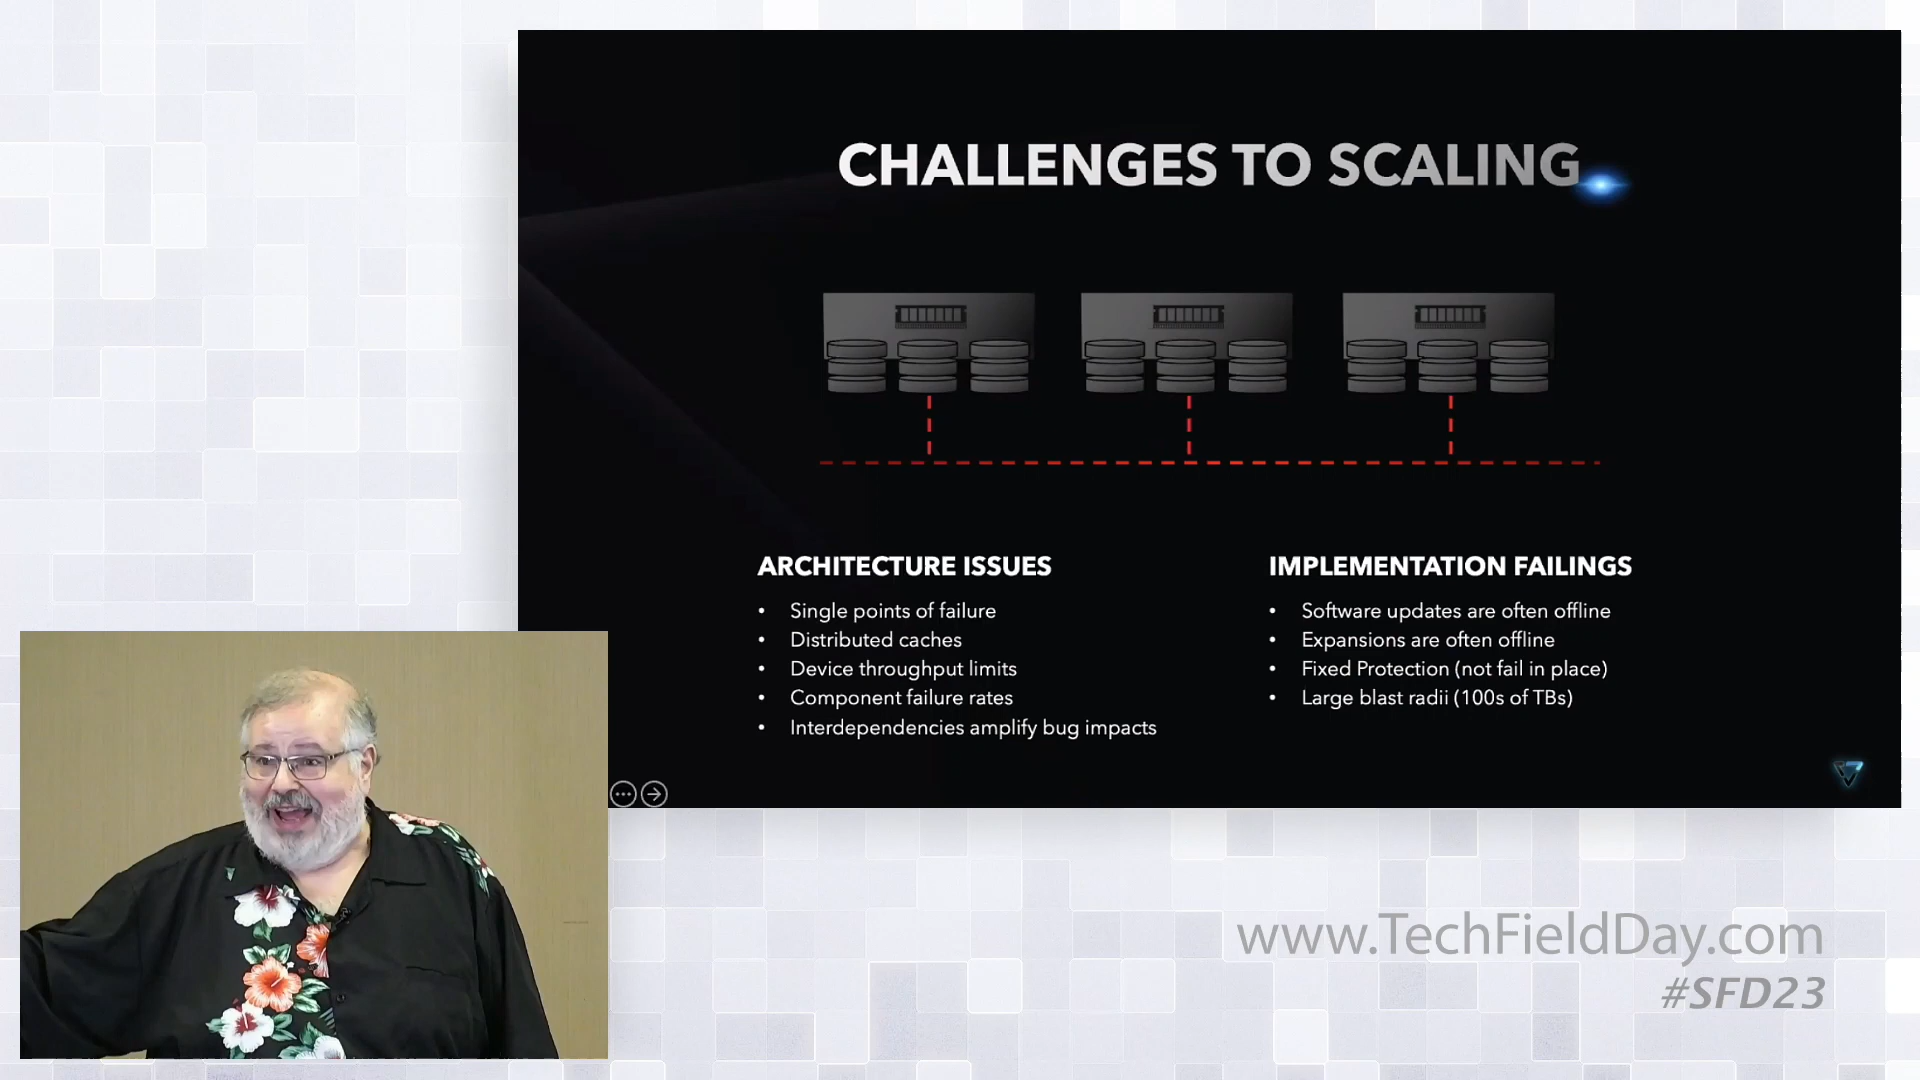 CHALLENGES TO SCALING
ARCHITECTURE ISSUES
• Single points of failure
• Distributed caches
• Device throughput limits
• Component failure rates
• Interdependencies amplify bug impacts
IMPLEMENTATION FAILINGS
• Software updates are often offline
• Expansions are often offline
• Fixed Protection (not fail in place)
• Large blast radii (100s of TBs)
www.TechFieldDay.com
#SFD23